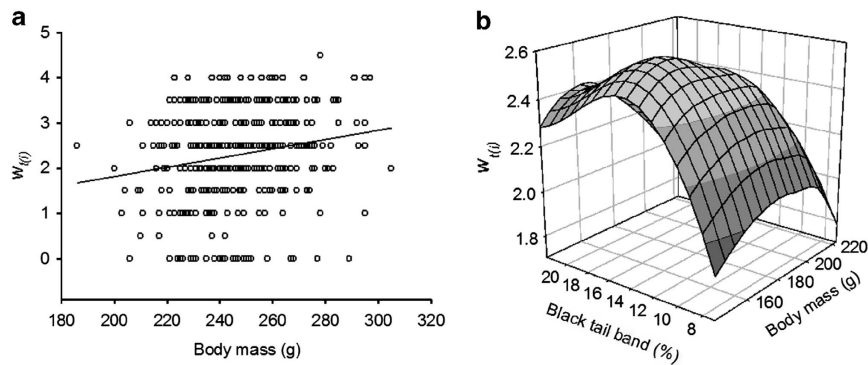 a
5
4
3
2
1
0
w t(i)
180 200 220 240 260 280 300 320
Body mass (g)
b
2.6
2.4
2.2
2.0
1.8
w t(i)
20 18 16 14 12 10 8
Black tail band (%)
160 180 200 220
Body mass (g)